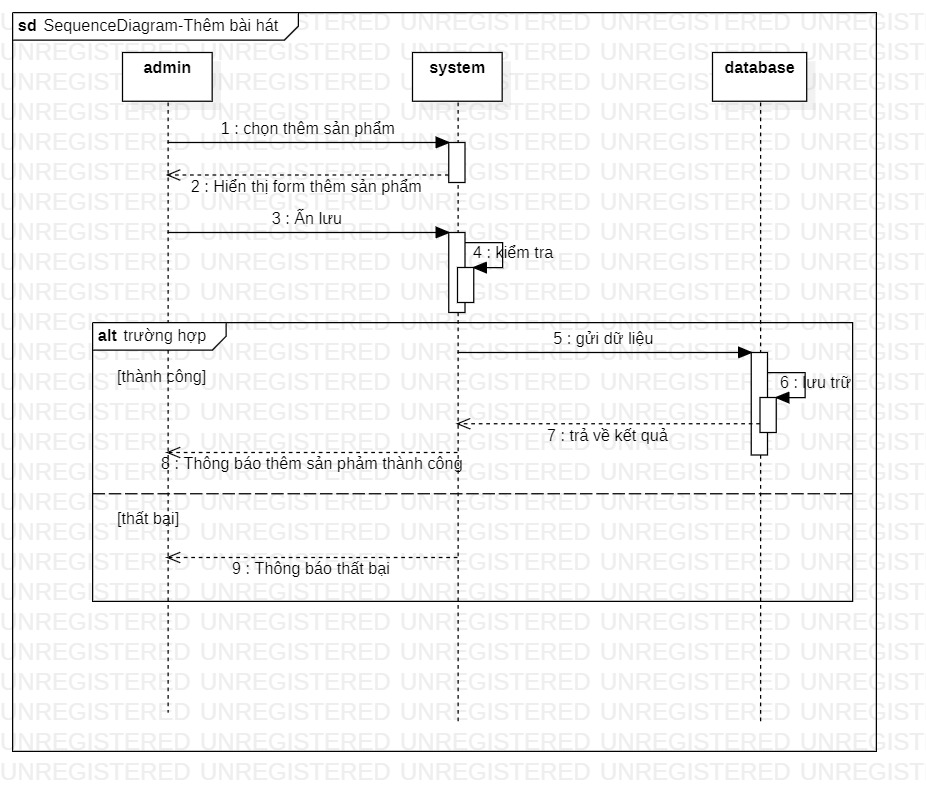 sd SequenceDiagram-Thêm bài hát
admin system database
1 : chọn thêm sản phẩm
2 : Hiển thị form thêm sản phẩm
3 : Ấn lưu
4 : kiểm tra
alt trường hợp
5 : gửi dữ liệu
[thành công]
6 : lưu trữ
7 : trả về kết quả
8 : Thông báo thêm sản phảm thành công
[thất bại]
9 : Thông báo thất bại
UNREGISTERED